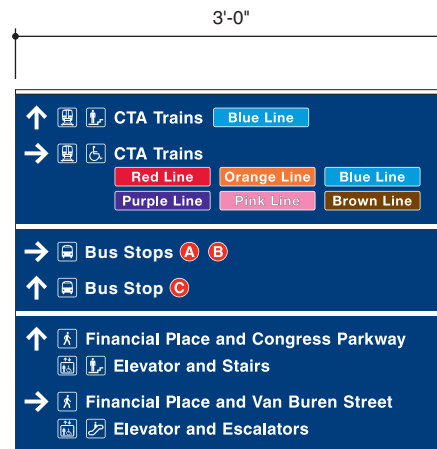 3'-0"
CTA Trains Blue Line
CTA Trains
Red Line Orange Line Blue Line
Purple Line Pink Line Brown Line
Bus Stops A B
Bus Stop C
Financial Place and Congress Parkway
Elevator and Stairs
Financial Place and Van Buren Street
Elevator and Escalators